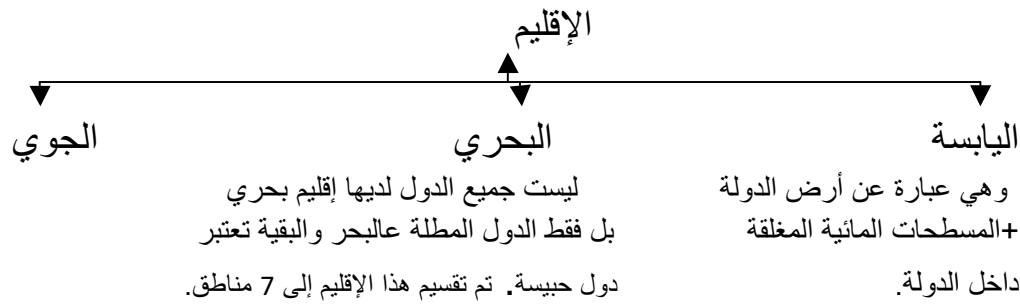 الإقليم
اليابسة
البحري
الجوي
وهي عبارة عن أرض الدولة
+المسطحات المائية المغلقة
داخل الدولة.
ليست جميع الدول لديها إقليم بحري
بل فقط الدول المطلة عالبحر والبقية تعتبر
دول حبيسة. تم تقسيم هذا الإقليم إلى 7 مناطق.